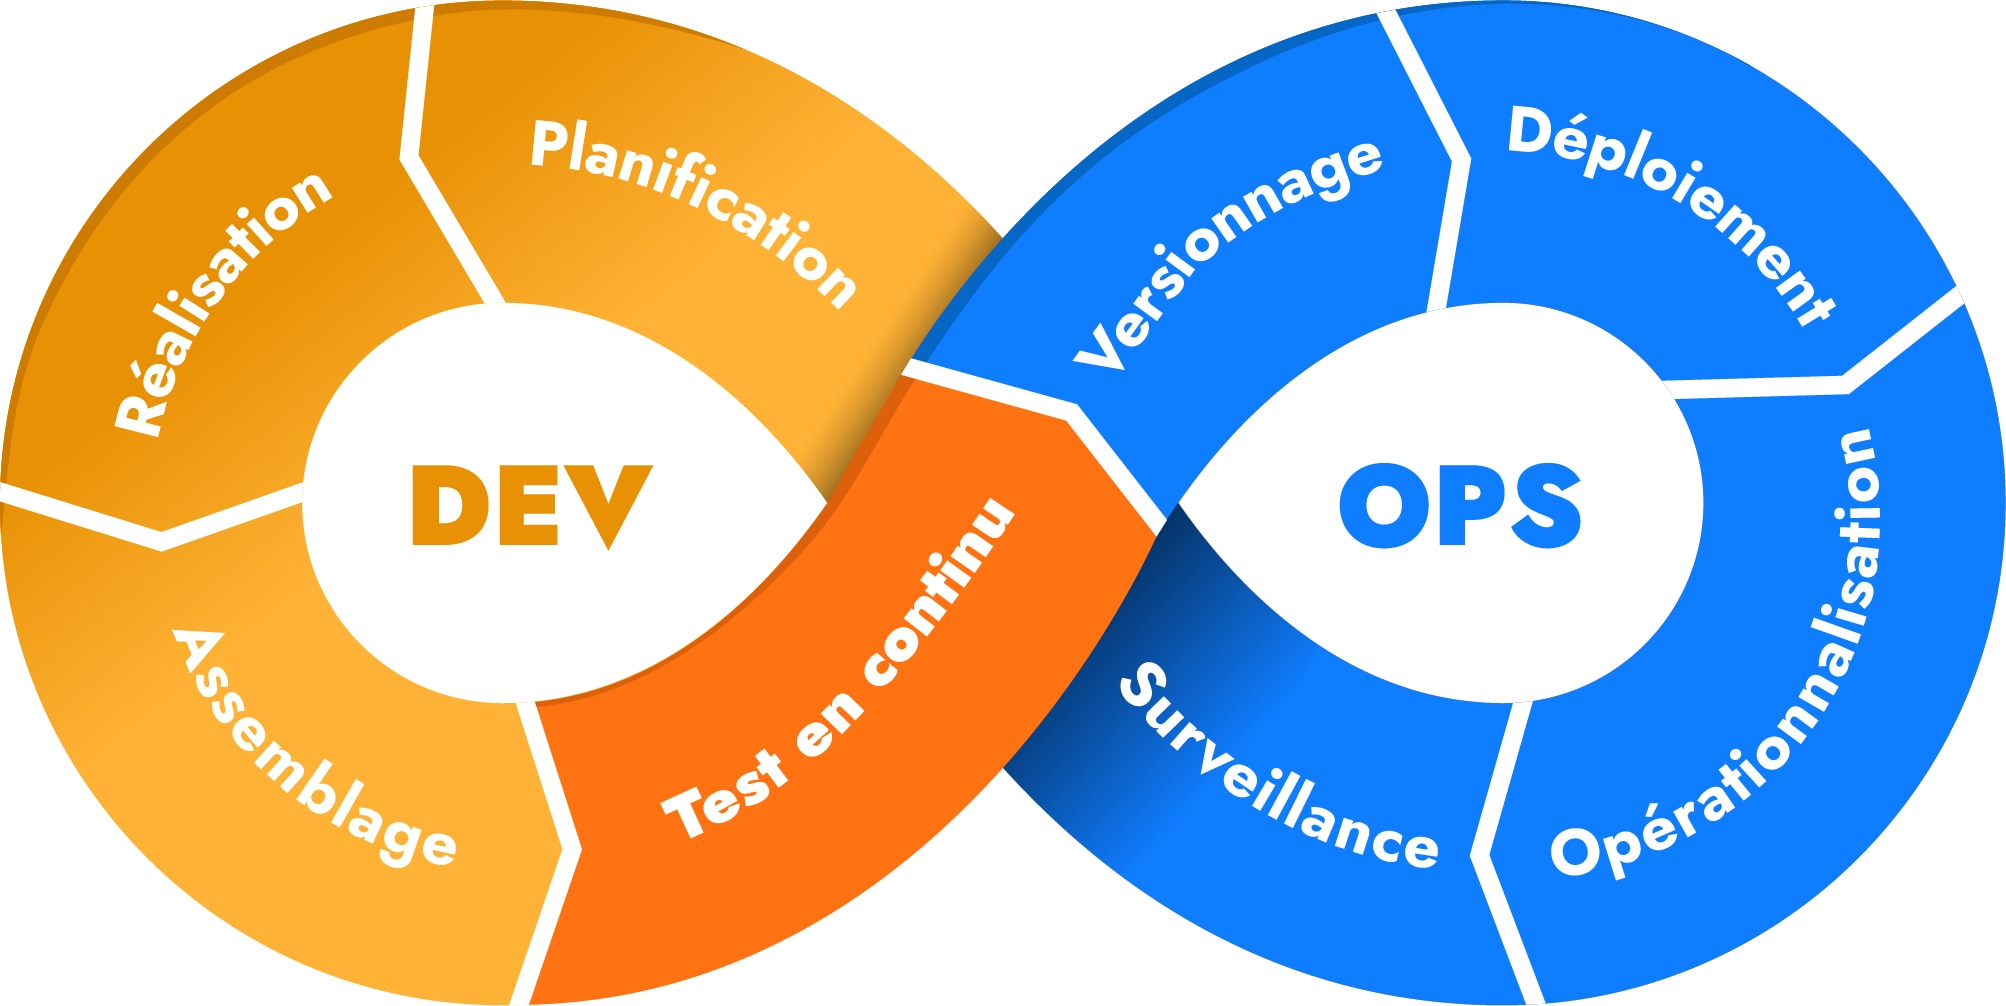 Planification
Réalisation
Assemblage
Test en continu
DEV
Versionnage
Déploiement
Opérationnalisation
Surveillance
OPS